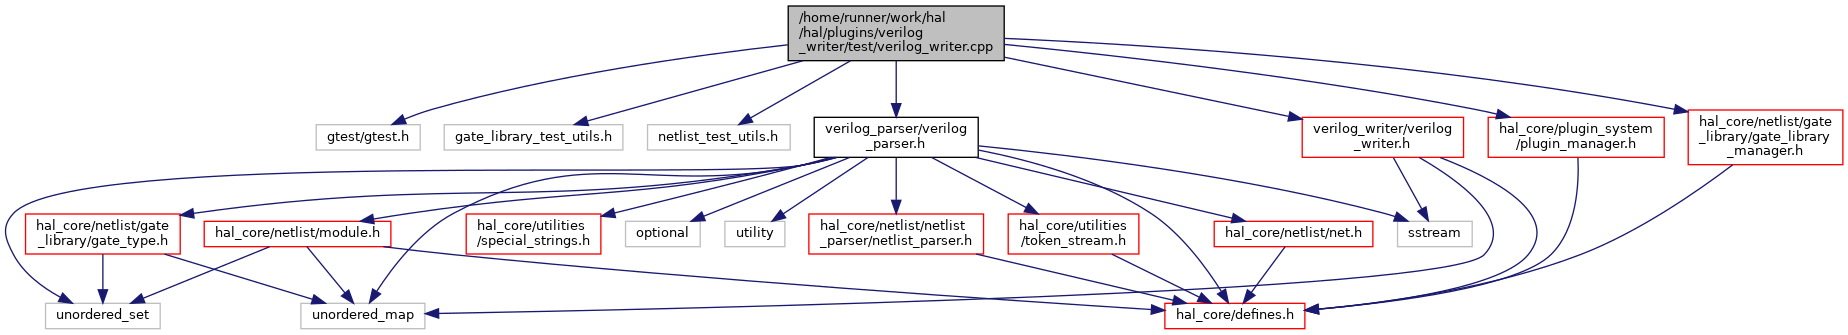 /home/runner/work/hal
/hal/plugins/verilog
_writer/test/verilog_writer.cpp
gtest/gtest.h
gate_library_test_utils.h
netlist_test_utils.h
verilog_parser/verilog
_parser.h
verilog_writer/verilog
_writer.h
hal_core/plugin_system
/plugin_manager.h
hal_core/netlist/gate
_library/gate_library
_manager.h
hal_core/netlist/gate
_library/gate_type.h
hal_core/netlist/module.h
hal_core/utilities
/special_strings.h
optional
utility
hal_core/netlist/netlist
_parser/netlist_parser.h
hal_core/utilities
/token_stream.h
hal_core/netlist/net.h
sstream
unordered_set
unordered_map
hal_core/defines.h